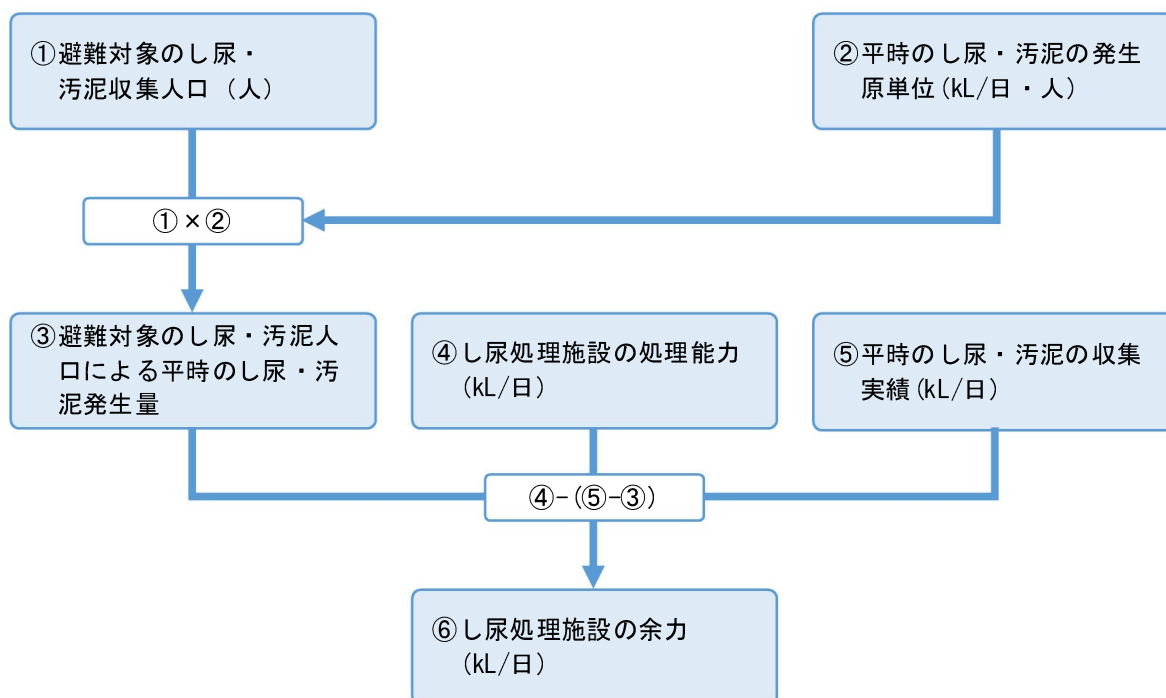 ①避難対象のし尿・
汚泥収集人口（人）
②平時のし尿・汚泥の発生
原単位(kL/日・人)
①×②
③避難対象のし尿・汚泥人
口による平時のし尿・汚
泥発生量
④し尿処理施設の処理能力
(kL/日)
⑤平時のし尿・汚泥の収集
実績(kL/日)
④-(⑤-③)
⑥し尿処理施設の余力
(kL/日)